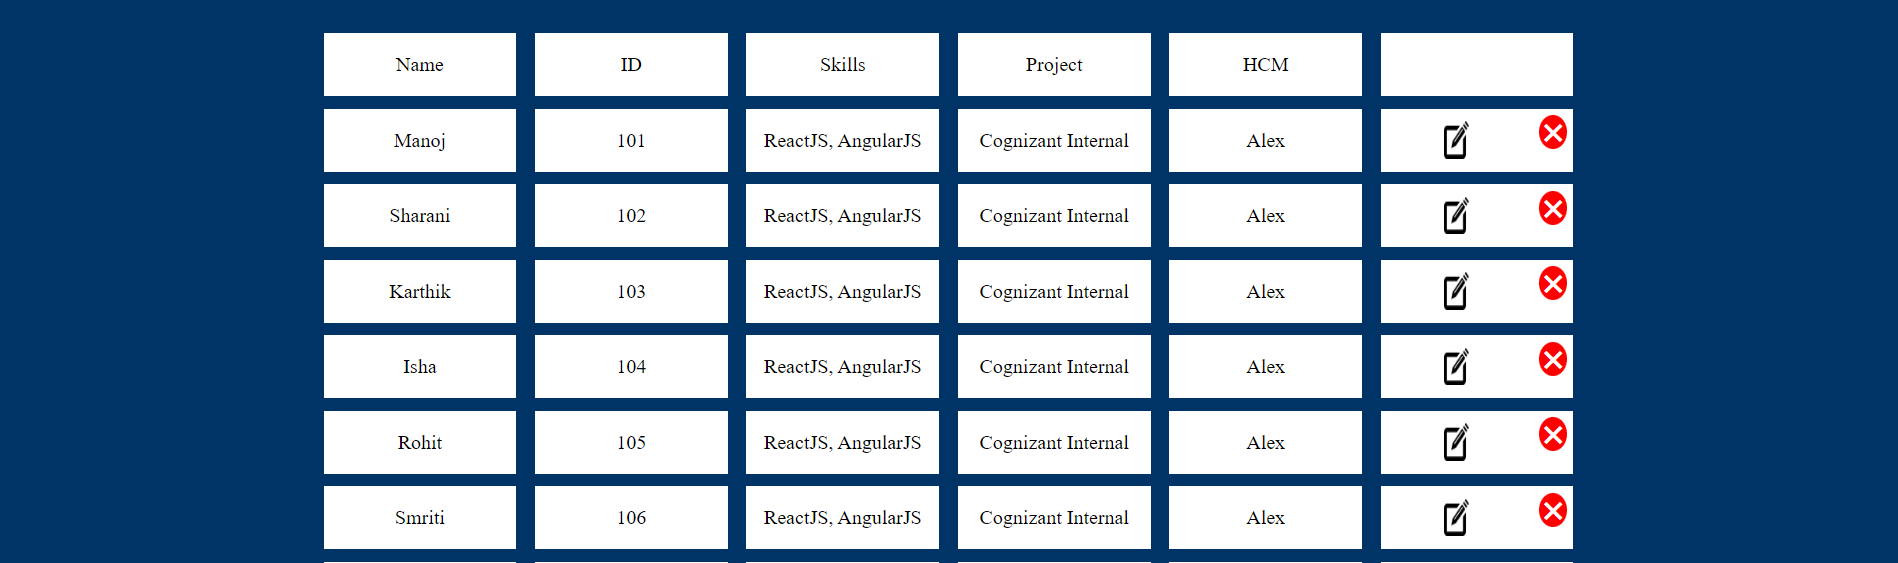 Name ID Skills Project HCM
Manoj 101 ReactJS, AngularJS Cognizant Internal Alex
Sharani 102 ReactJS, AngularJS Cognizant Internal Alex
Karthik 103 ReactJS, AngularJS Cognizant Internal Alex
Isha 104 ReactJS, AngularJS Cognizant Internal Alex
Rohit 105 ReactJS, AngularJS Cognizant Internal Alex
Smriti 106 ReactJS, AngularJS Cognizant Internal Alex